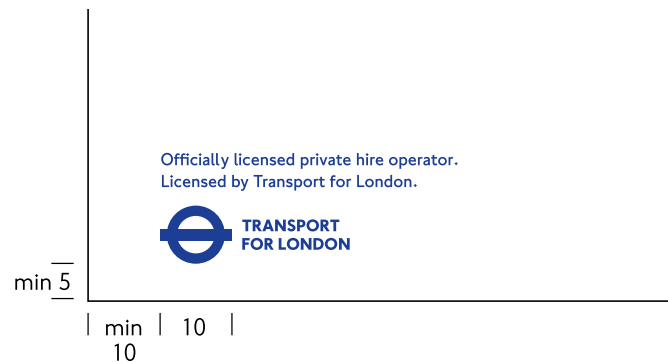 Officially licensed private hire operator.
Licensed by Transport for London.
TRANSPORT
FOR LONDON
min 5
min
10
10